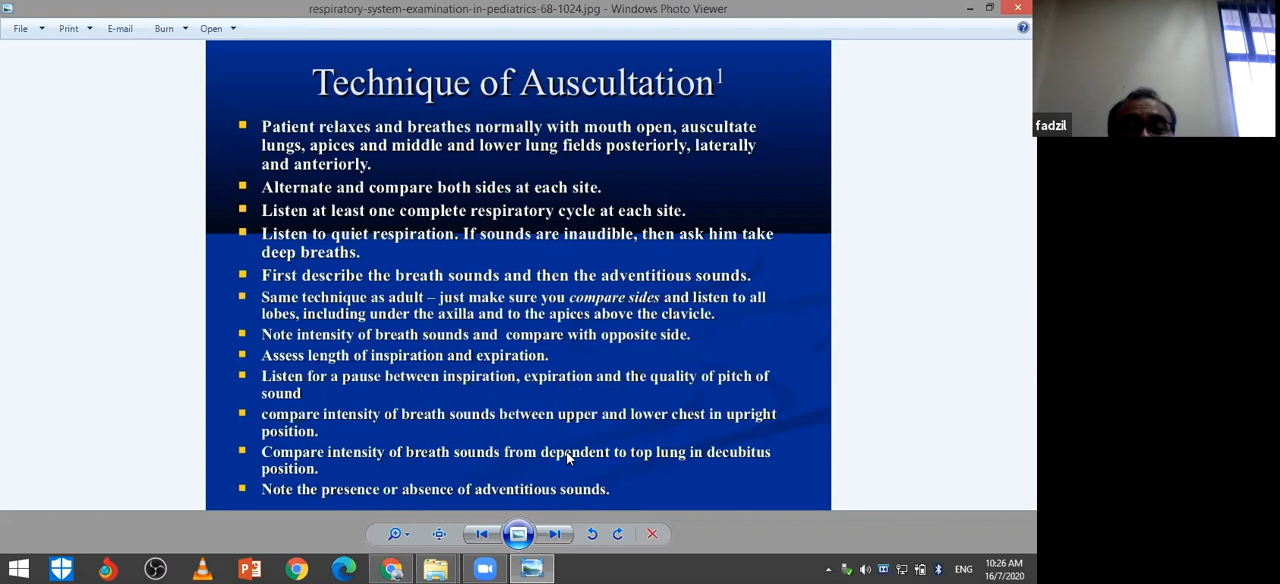 respiratory-system-examination-in-pediatrics-68-1024.jpg - Windows Photo Viewer
File Print E-mail Burn Open
Technique of Auscultation1
Patient relaxes and breathes normally with mouth open, auscultate
lungs, apices and middle and lower lung fields posteriorly, laterally
and anteriorly.
Alternate and compare both sides at each site.
Listen at least one complete respiratory cycle at each site.
Listen to quiet respiration. If sounds are inaudible, then ask him take
deep breaths.
First describe the breath sounds and then the adventitious sounds.
Same technique as adult – just make sure you compare sides and listen to all
lobes, including under the axilla and to the apices above the clavicle.
Note intensity of breath sounds and compare with opposite side.
Assess length of inspiration and expiration.
Listen for a pause between inspiration, expiration and the quality of pitch of
sound
compare intensity of breath sounds between upper and lower chest in upright
position.
Compare intensity of breath sounds from dependent to top lung in decubitus
position.
Note the presence or absence of adventitious sounds.
fadzil
ENG
10:26 AM
16/7/2020